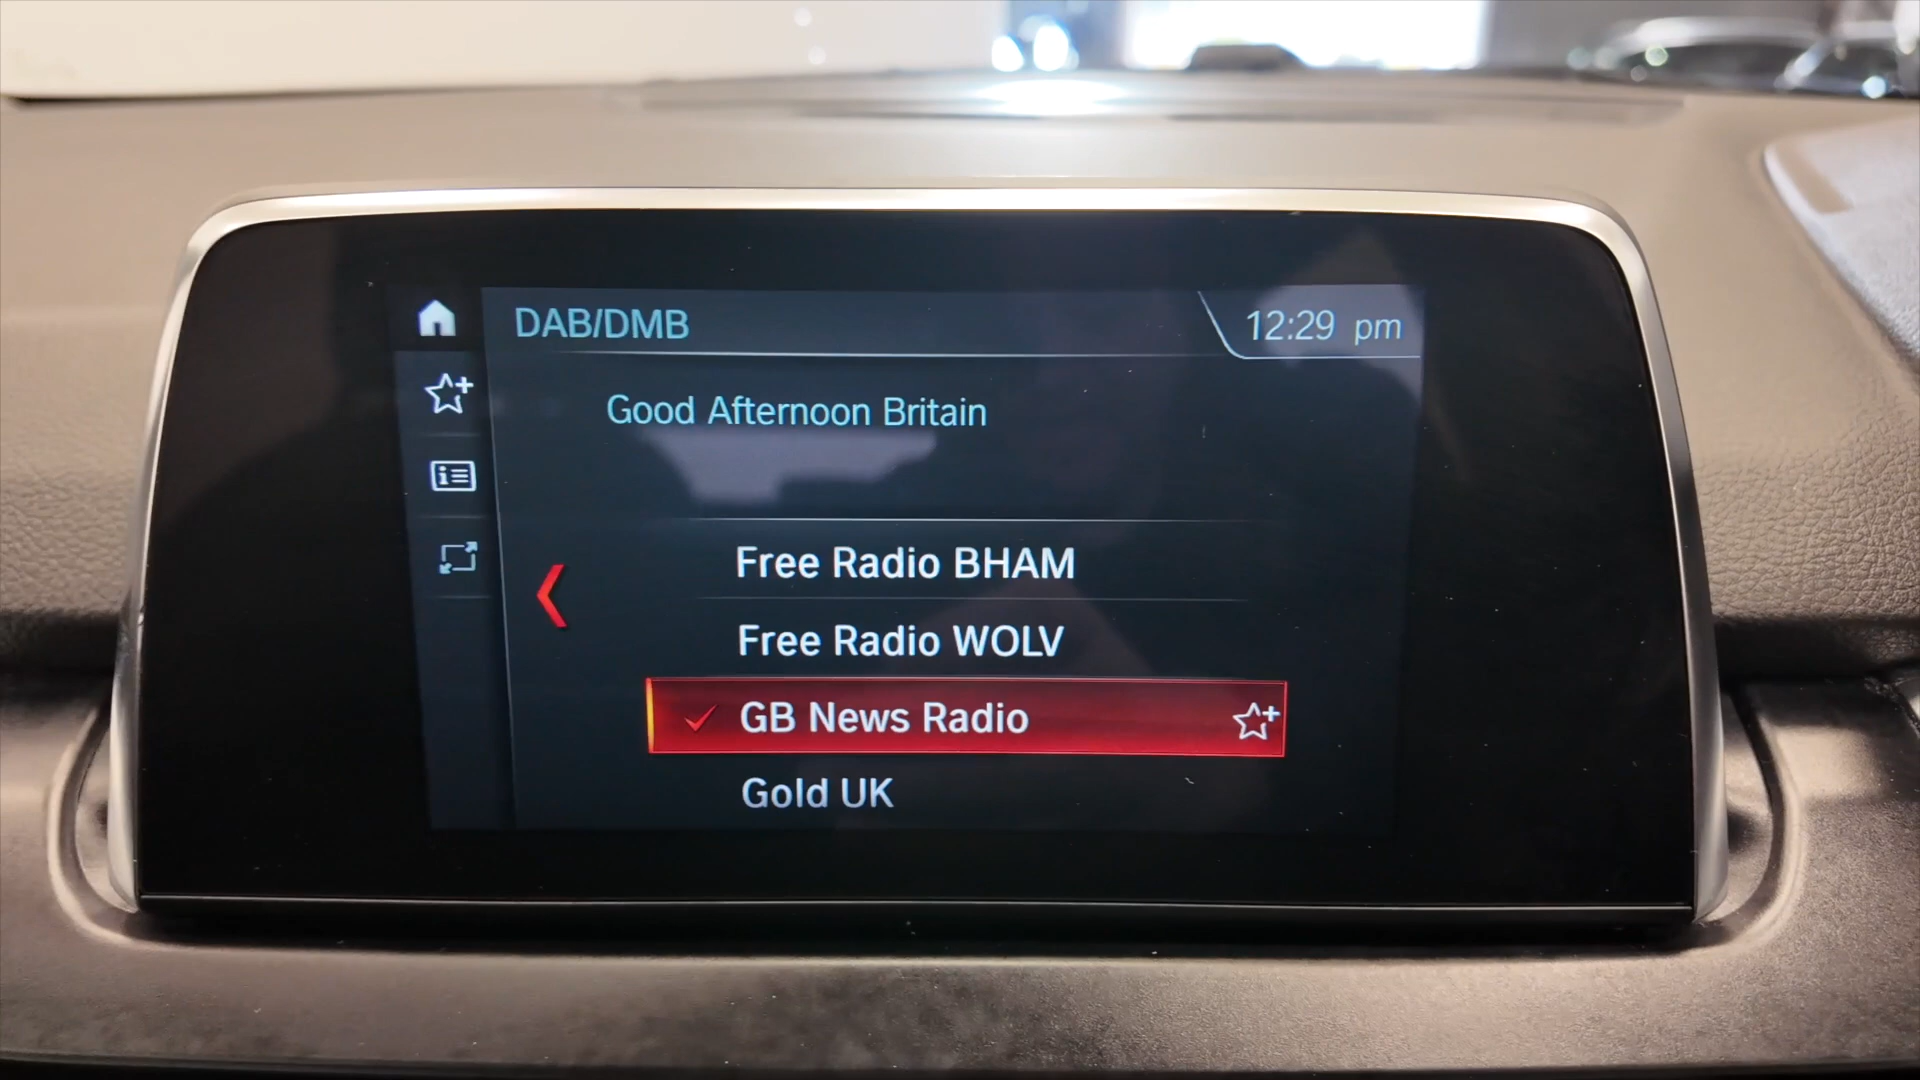 DAB/DMB
12:29 pm
Good Afternoon Britain
Free Radio BHAM
Free Radio WOLV
GB News Radio
Gold UK